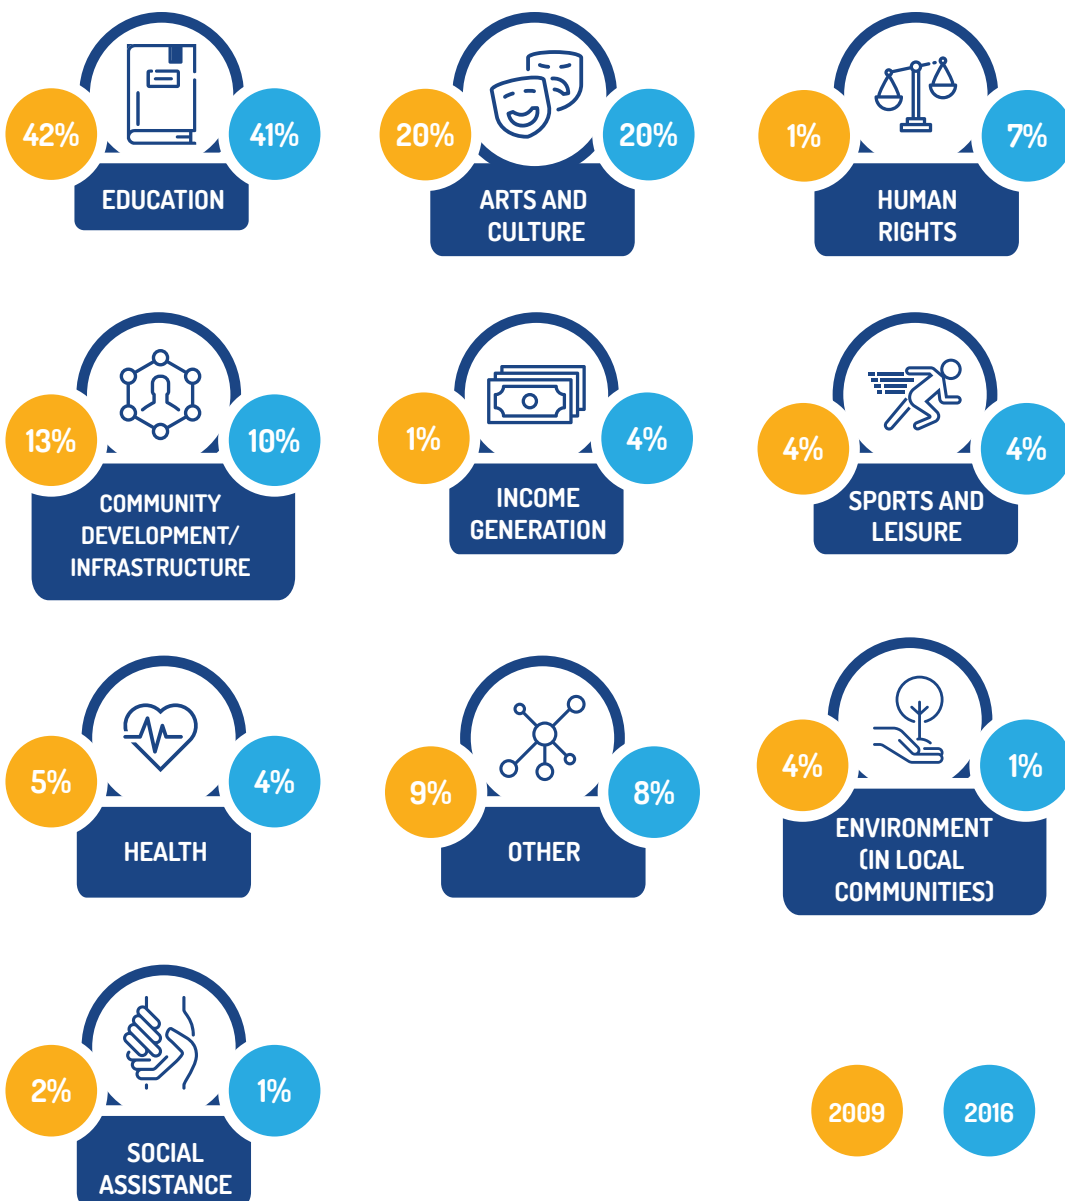 42%
41%
EDUCATION
20%
20%
ARTS AND
CULTURE
1%
7%
HUMAN
RIGHTS
13%
10%
COMMUNITY
DEVELOPMENT/
INFRASTRUCTURE
1%
4%
INCOME
GENERATION
4%
4%
SPORTS AND
LEISURE
5%
4%
HEALTH
9%
8%
OTHER
4%
1%
ENVIRONMENT
(IN LOCAL
COMMUNITIES)
2%
1%
SOCIAL
ASSISTANCE
2009
2016